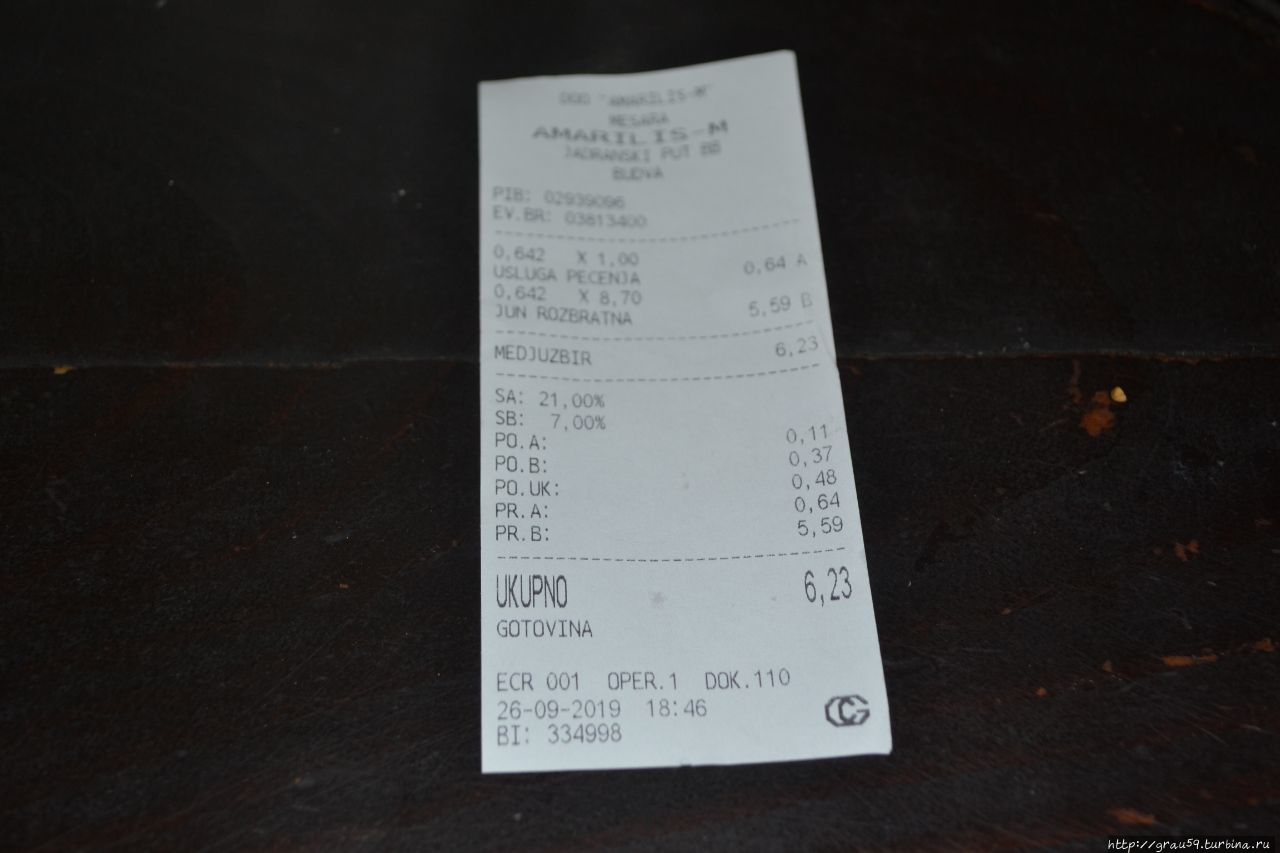 DOO "AMARILIS-M"
MESARA
AMARILIS-M
JADRANSKI PUT BB
BUDVA
PIB: 02939096
EV.BR: 03813400
0,642 X 1,00
USLUGA PECENJA 0,64 A
0,642 X 8,70
JUN ROZBRATNA 5,59 B
MEDJUZBIR 6,23
SA: 21,00%
SB: 7,00%
PO.A: 0,11
PO.B: 0,37
PO.UK: 0,48
PR.A: 0,64
PR.B: 5,59
UKUPNO 6,23
GOTOVINA
ECR 001 OPER.1 DOK.110
26-09-2019 18:46
BI: 334998
http://grau59.turbina.ru